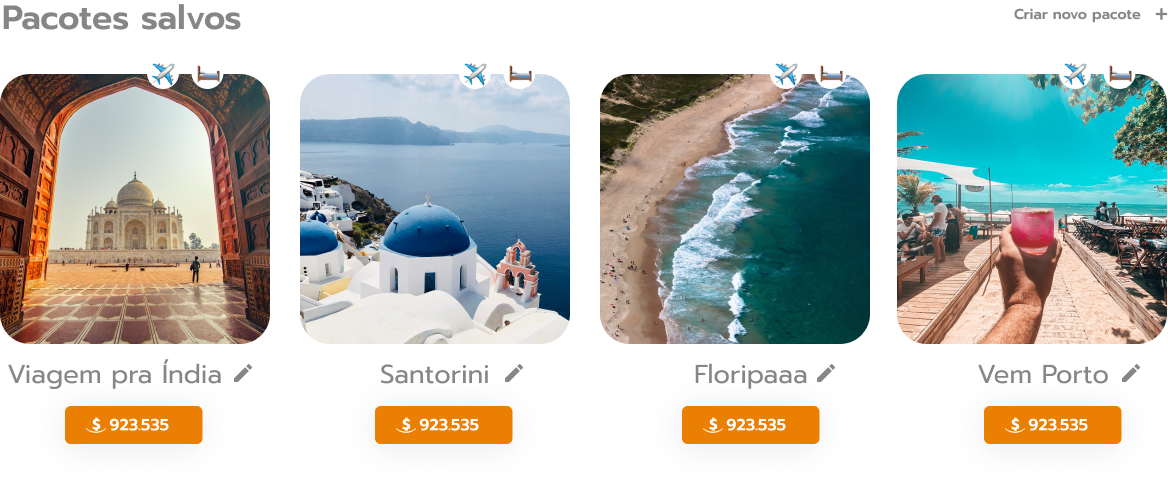 Pacotes salvos
Criar novo pacote +
Viagem pra Índia
Santorini
Floripaaa
Vem Porto
$ 923.535
$ 923.535
$ 923.535
$ 923.535